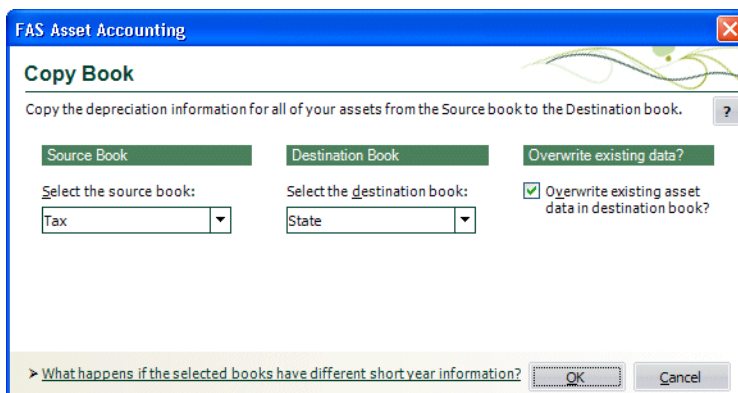 FAS Asset Accounting
Copy Book
Copy the depreciation information for all of your assets from the Source book to the Destination book.
?
Source Book
Destination Book
Overwrite existing data?
Select the source book:
Select the destination book:
Overwrite existing asset
data in destination book?
Tax
State
What happens if the selected books have different short year information?
OK
Cancel